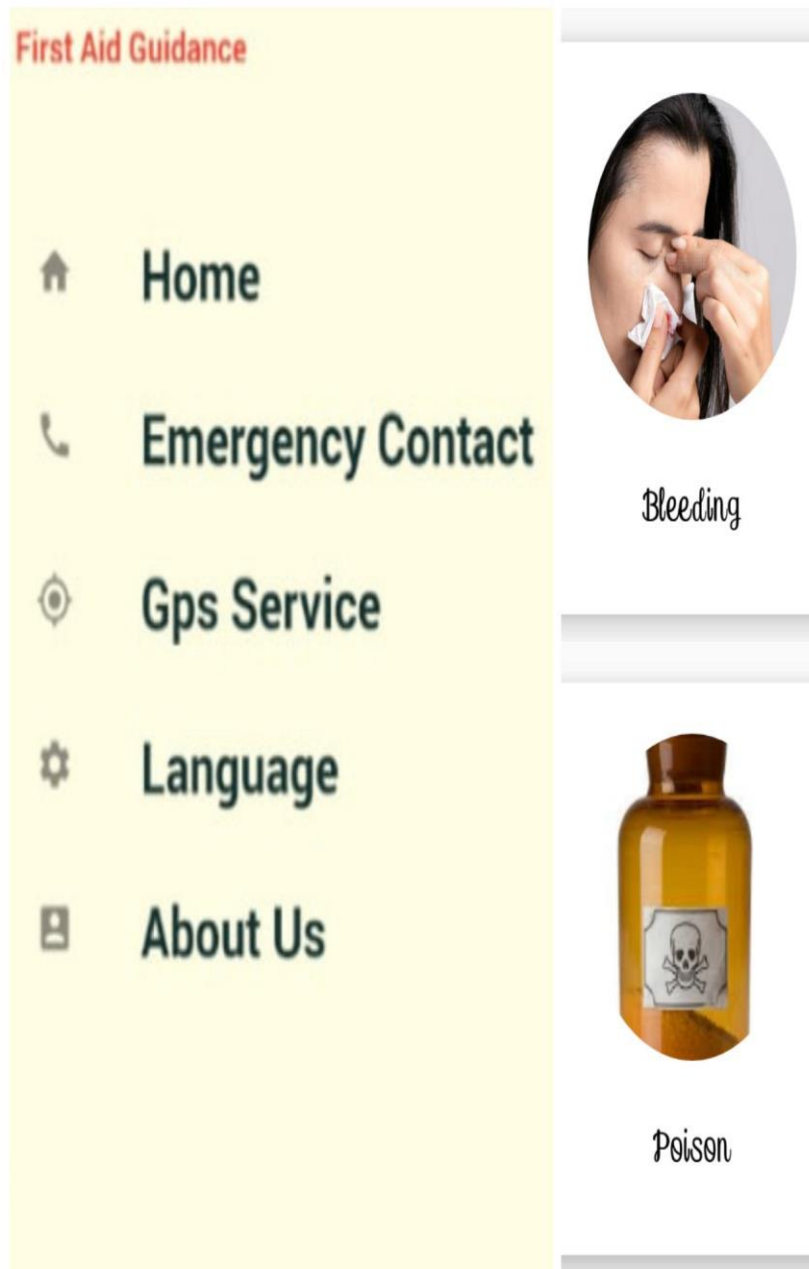 First Aid Guidance
Home
Emergency Contact
Gps Service
Language
About Us
Bleeding
Poison